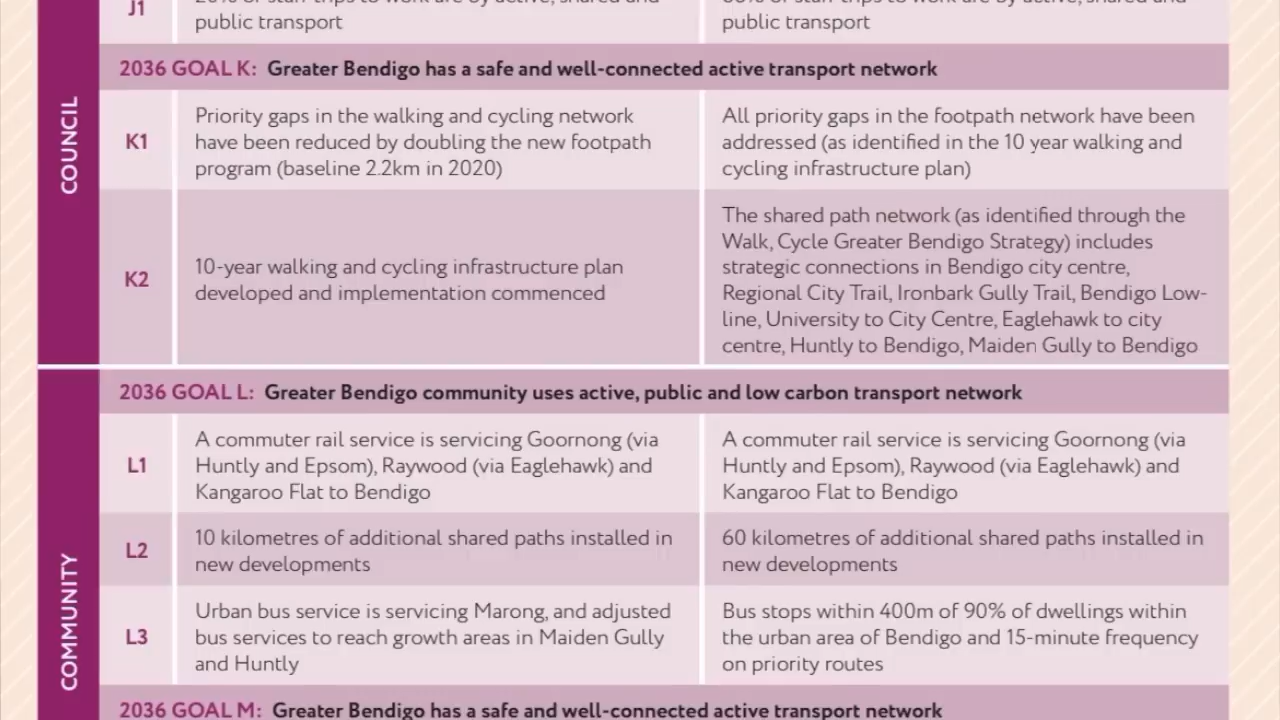 J1
public transport
public transport
2036 GOAL K: Greater Bendigo has a safe and well-connected active transport network
COUNCIL
K1
Priority gaps in the walking and cycling network
have been reduced by doubling the new footpath
program (baseline 2.2km in 2020)
All priority gaps in the footpath network have been
addressed (as identified in the 10 year walking and
cycling infrastructure plan)
K2
10-year walking and cycling infrastructure plan
developed and implementation commenced
The shared path network (as identified through the
Walk, Cycle Greater Bendigo Strategy) includes
strategic connections in Bendigo city centre,
Regional City Trail, Ironbark Gully Trail, Bendigo Low-
line, University to City Centre, Eaglehawk to city
centre, Huntly to Bendigo, Maiden Gully to Bendigo
2036 GOAL L: Greater Bendigo community uses active, public and low carbon transport network
COMMUNITY
L1
A commuter rail service is servicing Goornong (via
Huntly and Epsom), Raywood (via Eaglehawk) and
Kangaroo Flat to Bendigo
A commuter rail service is servicing Goornong (via
Huntly and Epsom), Raywood (via Eaglehawk) and
Kangaroo Flat to Bendigo
L2
10 kilometres of additional shared paths installed in
new developments
60 kilometres of additional shared paths installed in
new developments
L3
Urban bus service is servicing Marong, and adjusted
bus services to reach growth areas in Maiden Gully
and Huntly
Bus stops within 400m of 90% of dwellings within
the urban area of Bendigo and 15-minute frequency
on priority routes
2036 GOAL M: Greater Bendigo has a safe and well-connected active transport network